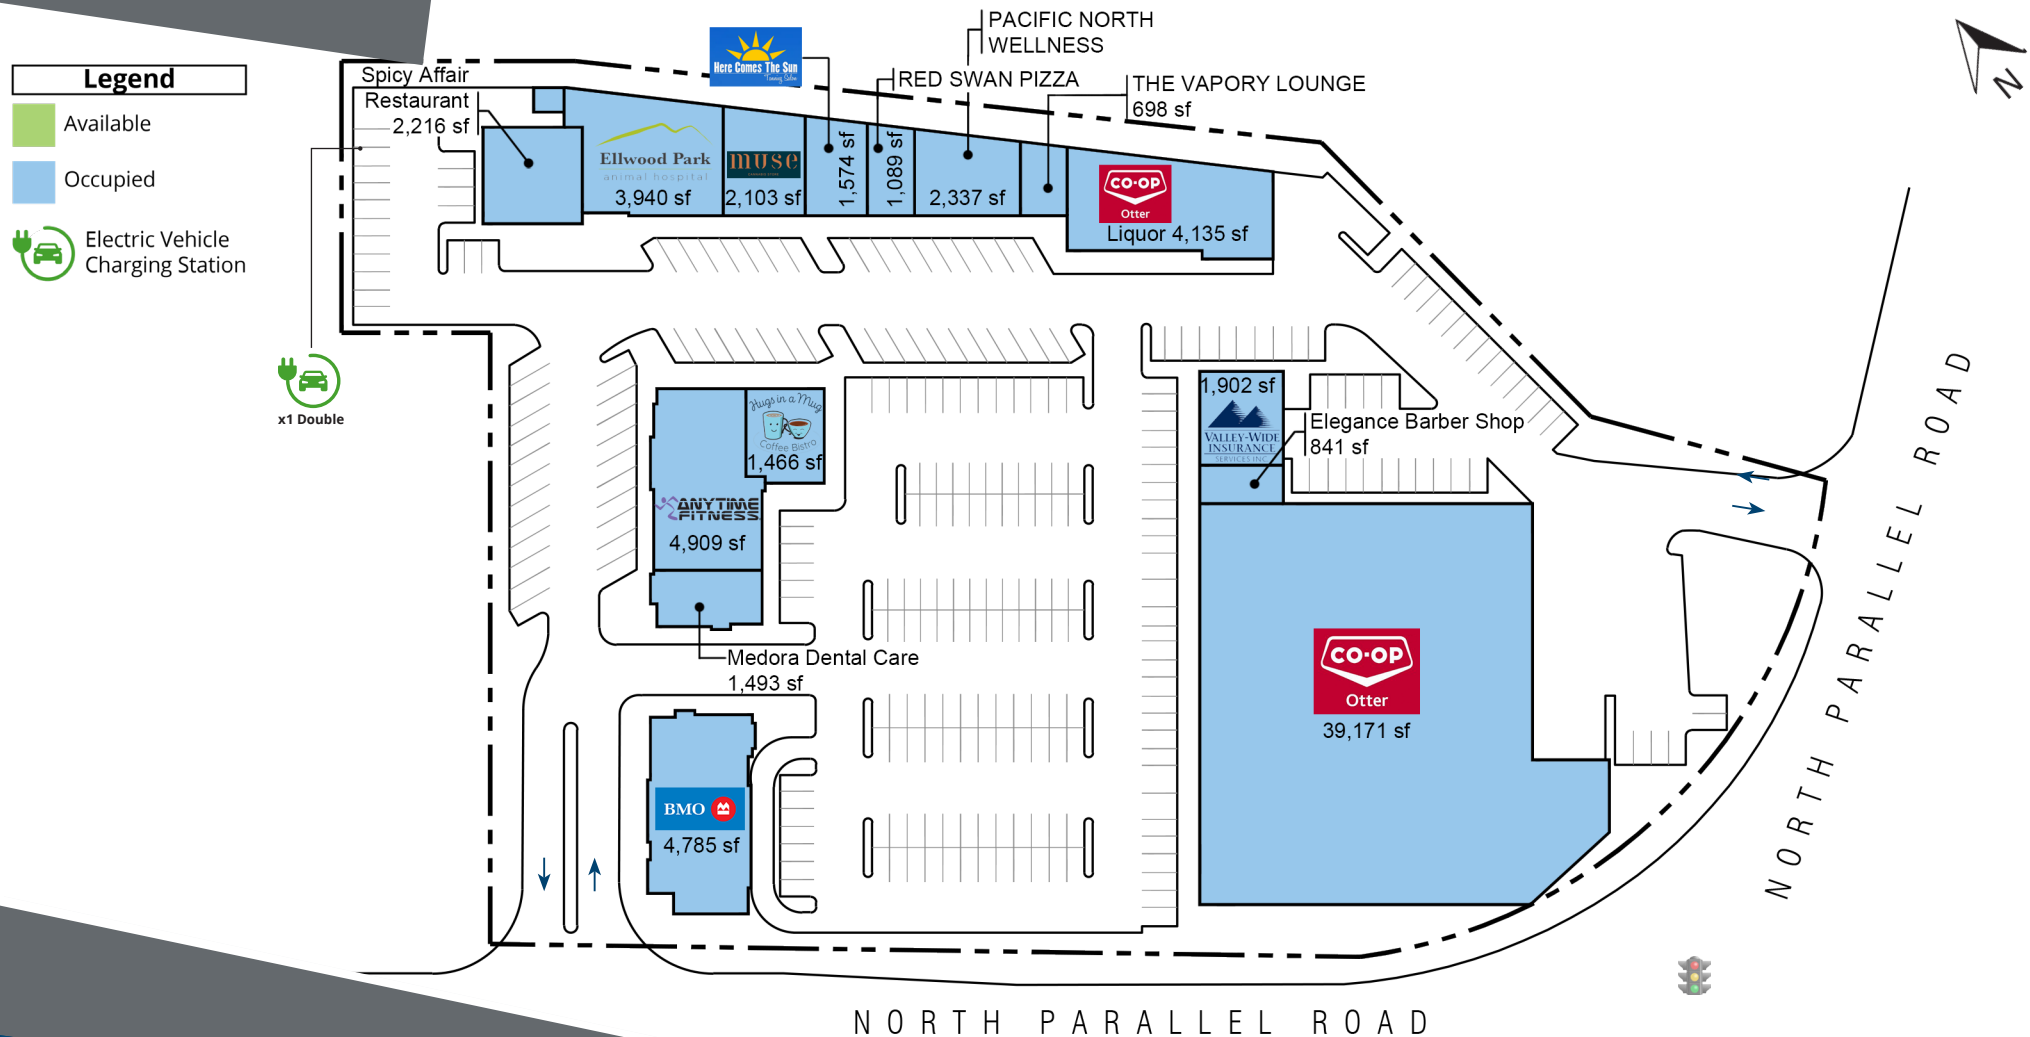 Legend
Available
Occupied
Electric Vehicle
Charging Station
x1 Double
Spicy Affair
Restaurant
2,216 sf
Ellwood Park
animal hospital
3,940 sf
muse
2,103 sf
Here Comes The Sun
Tanning Salon
1,574 sf
RED SWAN PIZZA
1,089 sf
PACIFIC NORTH
WELLNESS
2,337 sf
THE VAPORY LOUNGE
698 sf
CO-OP
Otter
Liquor 4,135 sf
Hugs in a Mug
Coffee Bistro
1,466 sf
ANYTIME
FITNESS
4,909 sf
Medora Dental Care
1,493 sf
BMO
4,785 sf
1,902 sf
VALLEY-WIDE
INSURANCE
SERVICES INC.
Elegance Barber Shop
841 sf
CO-OP
Otter
39,171 sf
N
NORTH PARALLEL ROAD
NORTH PARALLEL ROAD